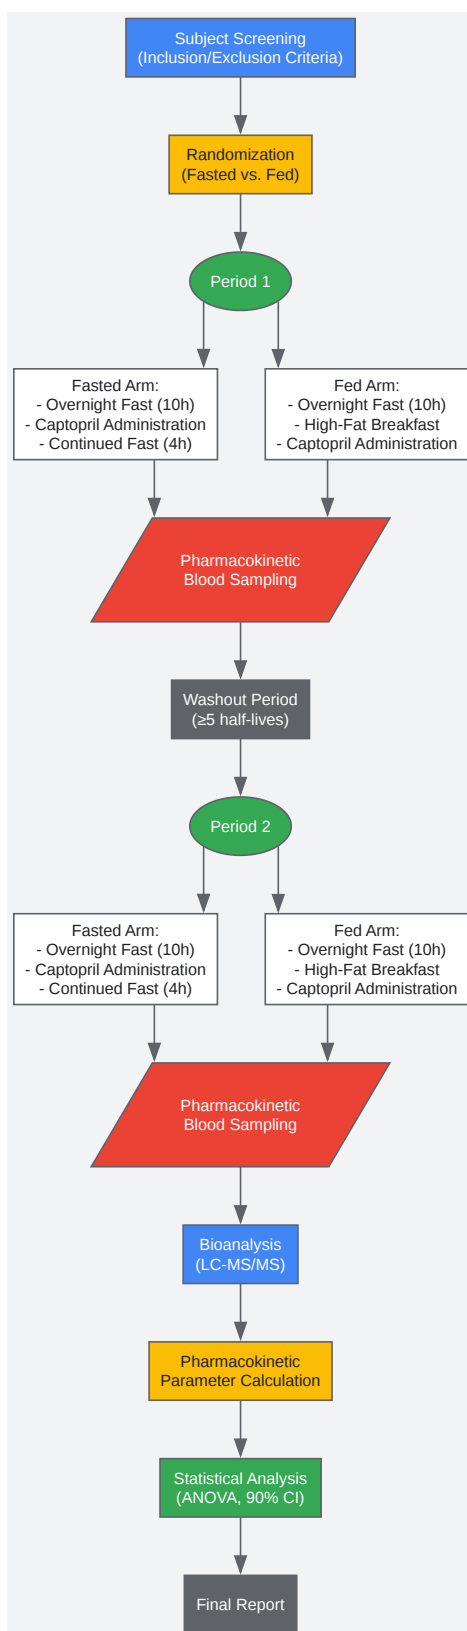 Subject Screening
(Inclusion/Exclusion Criteria)
Randomization
(Fasted vs. Fed)
Period 1
Fasted Arm:
- Overnight Fast (10h)
- Captopril Administration
- Continued Fast (4h)
Fed Arm:
- Overnight Fast (10h)
- High-Fat Breakfast
- Captopril Administration
Pharmacokinetic
Blood Sampling
Washout Period
(≥5 half-lives)
Period 2
Fasted Arm:
- Overnight Fast (10h)
- Captopril Administration
- Continued Fast (4h)
Fed Arm:
- Overnight Fast (10h)
- High-Fat Breakfast
- Captopril Administration
Pharmacokinetic
Blood Sampling
Bioanalysis
(LC-MS/MS)
Pharmacokinetic
Parameter Calculation
Statistical Analysis
(ANOVA, 90% CI)
Final Report